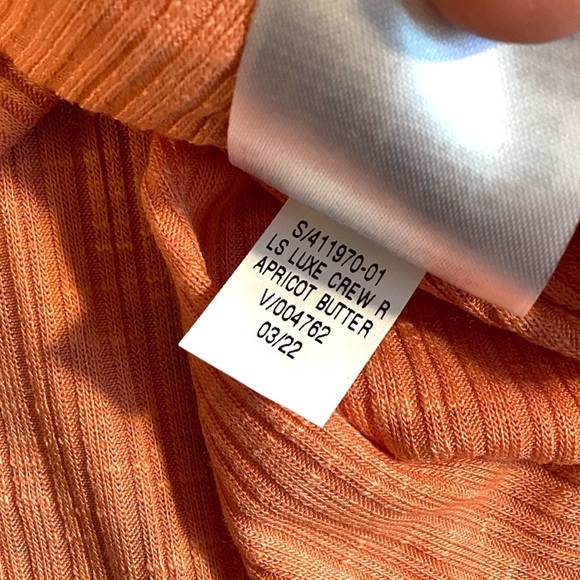 S/411970-01
LS LUXE CREW R
APRICOT BUTTER
V/004762
03/22